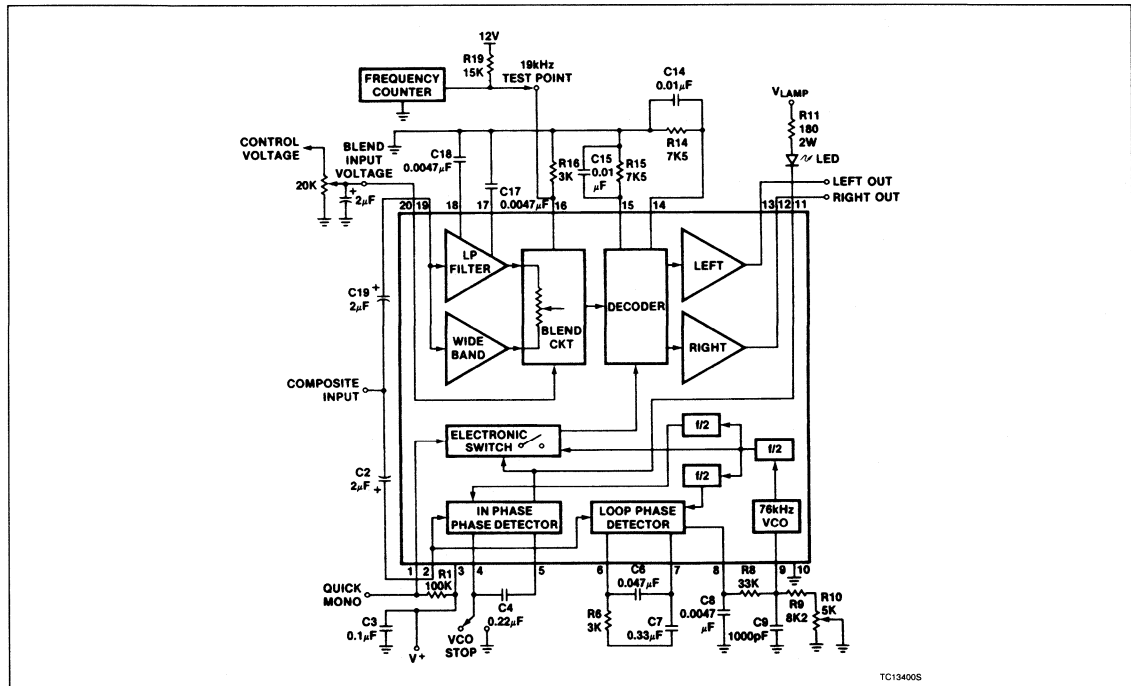 12V
R19
15K
19kHz
TEST POINT
FREQUENCY
COUNTER
C14
0.01μF
VLAMP
R11
180
2W
LED
CONTROL
VOLTAGE
BLEND
INPUT
VOLTAGE
20K
+
2μF
C18
0.0047μF
C17
0.0047μF
R16
3K
C15
0.01
μF
R15
7K5
R14
7K5
LEFT OUT
RIGHT OUT
20 19 18 17 16 15 14 13 12 11
LP
FILTER
WIDE
BAND
BLEND
CKT
DECODER
LEFT
RIGHT
C19
2μF
+
COMPOSITE
INPUT
C2
2μF
+
ELECTRONIC
SWITCH
f/2
f/2
f/2
IN PHASE
PHASE DETECTOR
LOOP PHASE
DETECTOR
76kHz
VCO
1 2 3 4 5 6 7 8 9 10
QUICK
MONO
R1
100K
C3
0.1μF
V+
C4
0.22μF
VCO
STOP
C6
0.047μF
R6
3K
C7
0.33μF
C8
0.0047
μF
R8
33K
C9
1000pF
R9
8K2
R10
5K
TC13400S